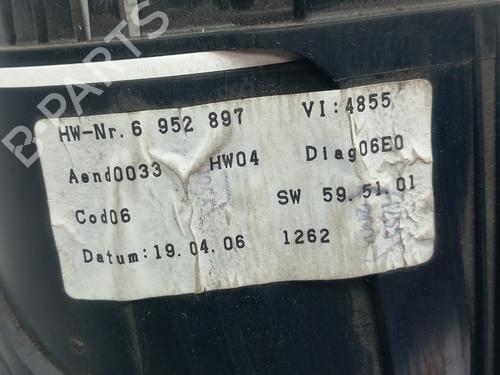 B-PARTS
HW-Nr. 6 952 897 VI:4855
Aend0033 HW04 Diag06E0
Cod06 SW 59.51.01
Datum:19.04.06 1262